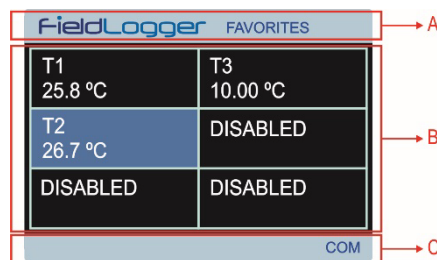 FieldLogger FAVORITES
A
T1
25.8 ºC
T3
10.00 ºC
T2
26.7 ºC
DISABLED
B
DISABLED
DISABLED
COM
C